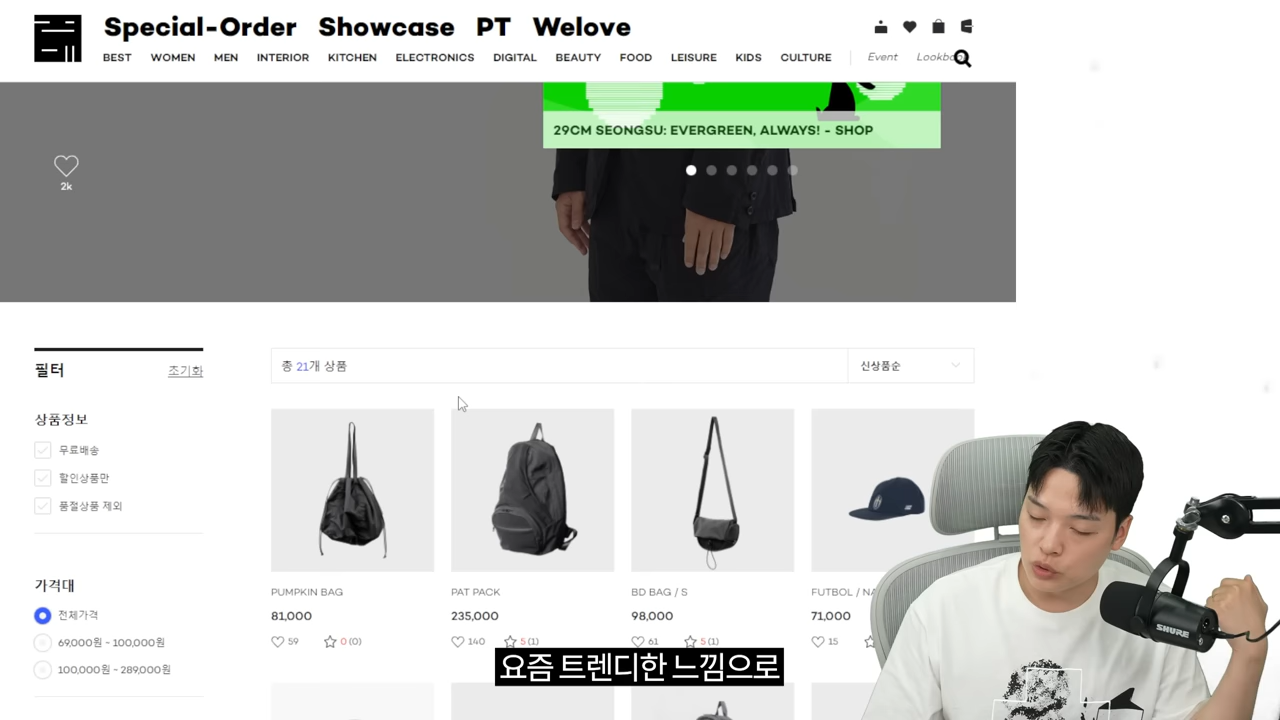 Special-Order Showcase PT Welove
BEST WOMEN MEN INTERIOR KITCHEN ELECTRONICS DIGITAL BEAUTY FOOD LEISURE KIDS CULTURE Event
29CM SEONGSU: EVERGREEN, ALWAYS! - SHOP
2k
필터 초기화
총 21개 상품
신상품순
상품정보
무료배송
할인상품만
품절상품 제외
가격대
전체가격
69,000원 ~ 100,000원
100,000원 ~ 289,000원
PUMPKIN BAG
81,000
59 0 (0)
PAT PACK
235,000
140 5 (1)
BD BAG / S
98,000
61 5 (1)
FUTBOL /
71,000
15
SHURE
요즘 트렌디한 느낌으로